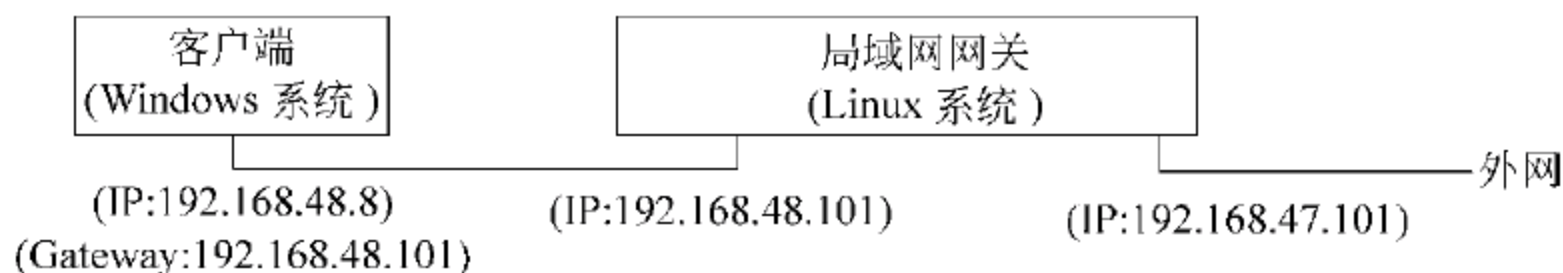 客户端
(Windows 系统)
局域网网关
(Linux 系统)
外网
(IP:192.168.48.8)
(Gateway:192.168.48.101)
(IP:192.168.48.101)
(IP:192.168.47.101)